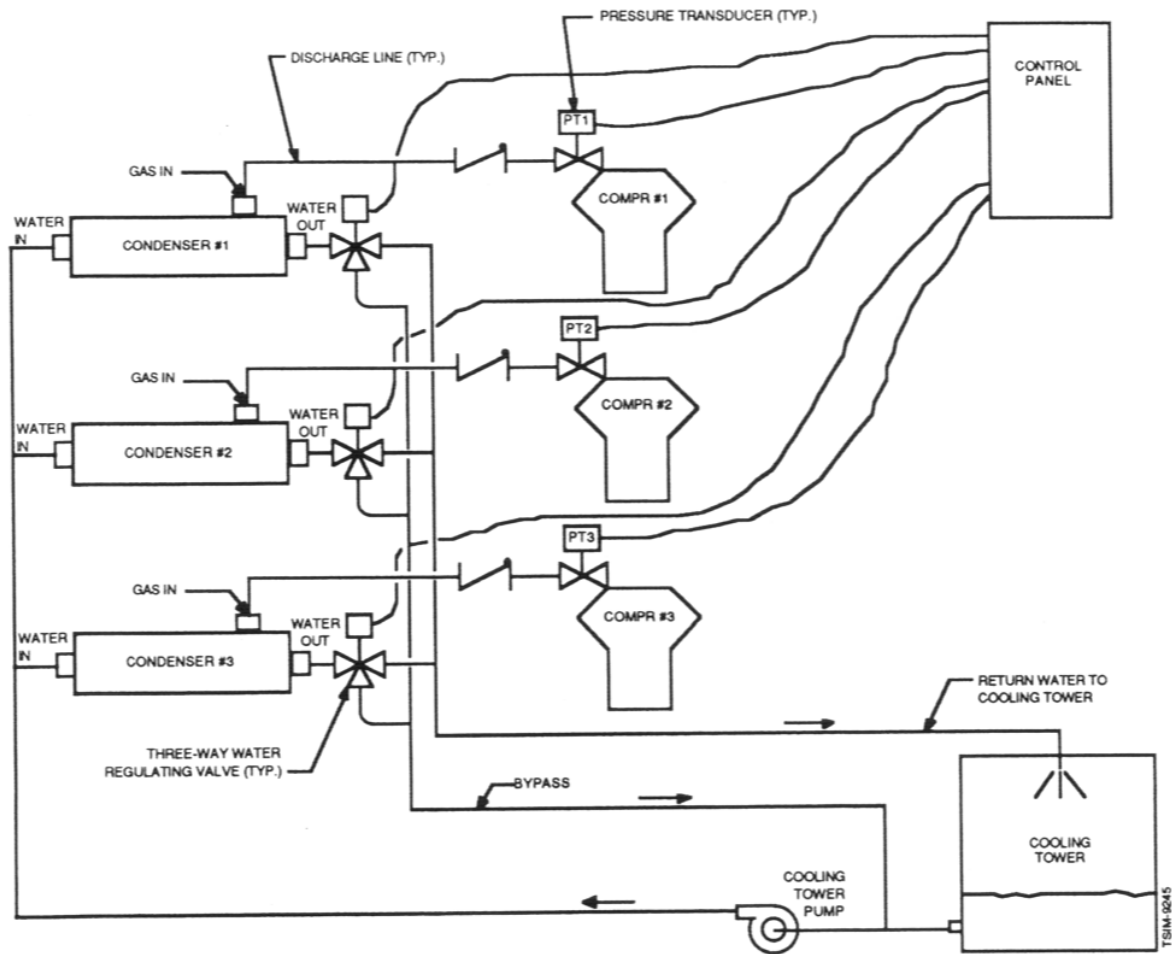 PRESSURE TRANSDUCER (TYP.)
DISCHARGE LINE (TYP.)
CONTROL
PANEL
PT1
GAS IN
COMPR #1
WATER
IN
WATER
OUT
CONDENSER #1
PT2
GAS IN
COMPR #2
WATER
IN
WATER
OUT
CONDENSER #2
PT3
GAS IN
COMPR #3
WATER
IN
WATER
OUT
CONDENSER #3
RETURN WATER TO
COOLING TOWER
THREE-WAY WATER
REGULATING VALVE (TYP.)
BYPASS
COOLING
TOWER
COOLING
TOWER
PUMP
TSIM-9245